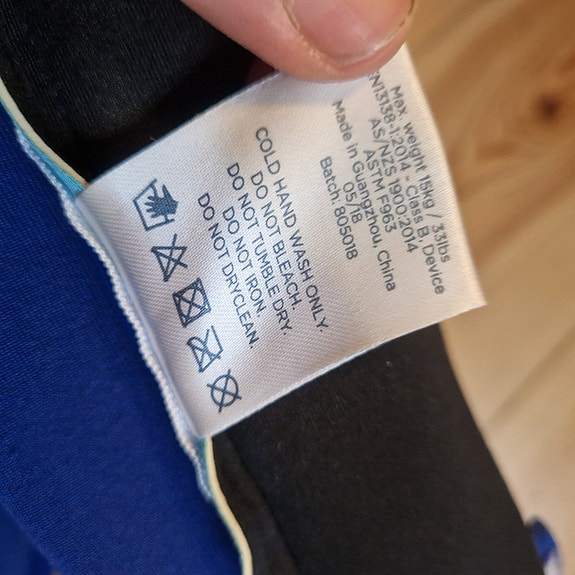 Max. weight 15kg / 33lbs
EN13138-1:2014 - Class B, Device
AS/NZS 1900:2014
ASTM F963
05/18
Made in Guangzhou, China
Batch: 805018
COLD HAND WASH ONLY.
DO NOT BLEACH.
DO NOT TUMBLE DRY.
DO NOT IRON.
DO NOT DRYCLEAN.